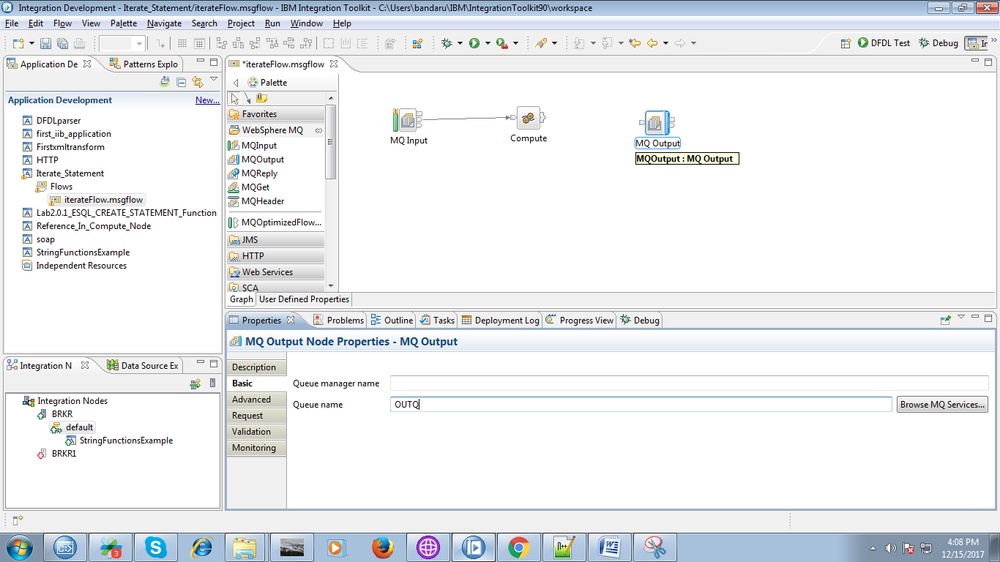 Integration Development - Iterate_Statement/iterateFlow.msgflow - IBM Integration Toolkit - C:\Users\bandaru\IBM\IntegrationToolkit90\workspace
File Edit Flow View Palette Navigate Search Project Run Window Help
DFDL Test Debug Ir
Application De Patterns Explo
Application Development New...
DFDLparser
first_iib_application
Firstxmltransform
HTTP
Iterate_Statement
Flows
iterateFlow.msgflow
Lab2.0.1_ESQL_CREATE_STATEMENT_Function
Reference_In_Compute_Node
soap
StringFunctionsExample
Independent Resources
*iterateFlow.msgflow
Palette
Favorites
WebSphere MQ
MQInput
MQOutput
MQReply
MQGet
MQHeader
MQOptimizedFlow...
JMS
HTTP
Web Services
SCA
MQ Input
Compute
MQ Output
MQOutput : MQ Output
Graph User Defined Properties
Integration N Data Source Ex
Integration Nodes
BRKR
default
StringFunctionsExample
BRKR1
Properties Problems Outline Tasks Deployment Log Progress View Debug
MQ Output Node Properties - MQ Output
Description
Basic
Advanced
Request
Validation
Monitoring
Queue manager name
Queue name OUTQ Browse MQ Services...
3
4:08 PM
12/15/2017